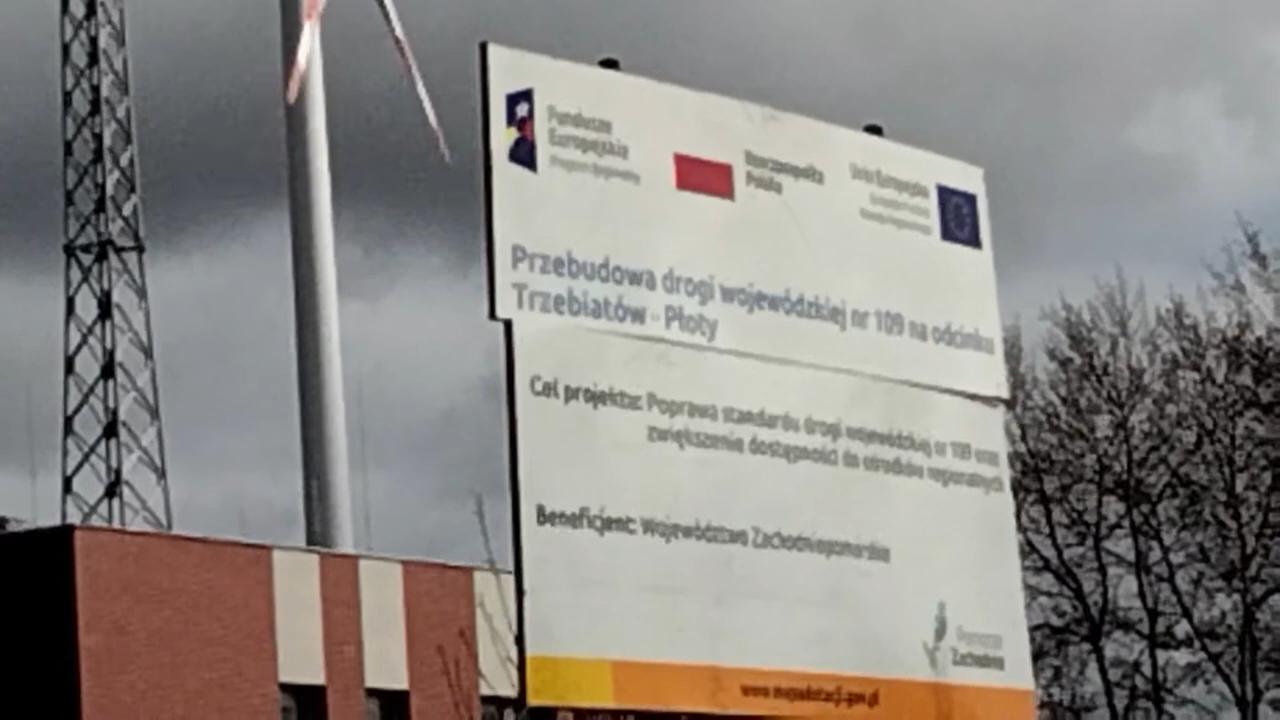 Fundusze
Europejskie
Program Regionalny
Rzeczpospolita
Polska
Unia Europejska
Przebudowa drogi wojewódzkiej nr 109 na odcinku
Trzebiatów - Płoty
Cel projektu: Poprawa standardu drogi wojewódzkiej nr 109 oraz
zwiększenie dostępności do ośrodków regionalnych
Beneficjent: Województwo Zachodniopomorskie
Pomorze
Zachodnie
www.mapadotacji.gov.pl